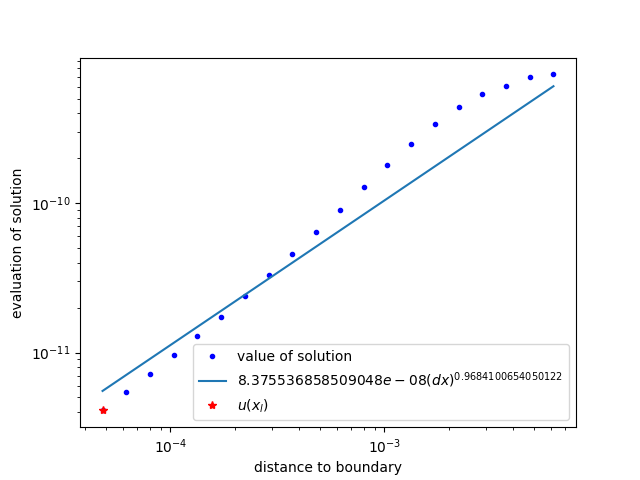 evaluation of solution
10⁻¹⁰
10⁻¹¹
value of solution
8.375536858509048e − 08(dx)^0.9684100654050122
u(x_l)
10⁻⁴
10⁻³
distance to boundary